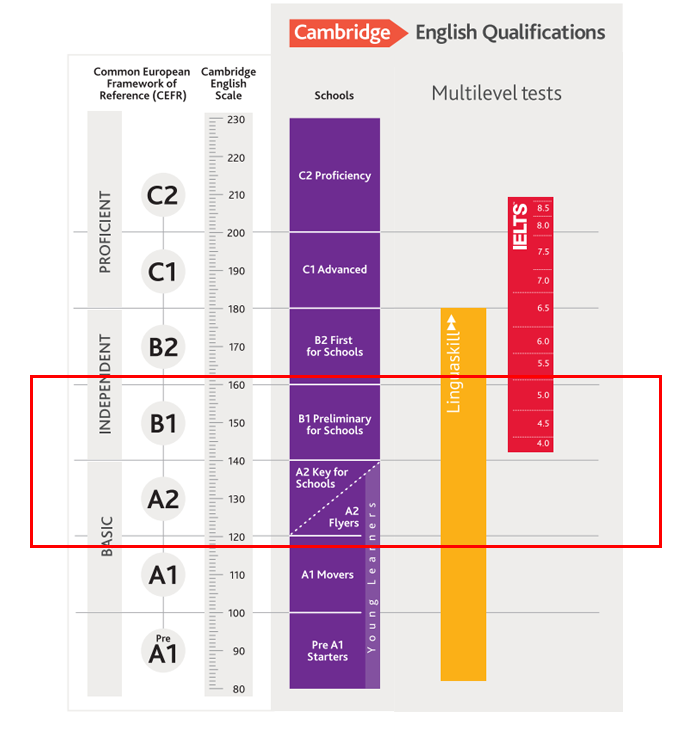 Cambridge English Qualifications
Common European
Framework of
Reference (CEFR)
Cambridge
English
Scale
Schools
Multilevel tests
PROFICIENT
INDEPENDENT
BASIC
C2
C1
B2
B1
A2
A1
Pre
A1
230
220
210
200
190
180
170
160
150
140
130
120
110
100
90
80
C2 Proficiency
C1 Advanced
B2 First
for Schools
B1 Preliminary
for Schools
A2 Key for
Schools
A2
Flyers
A1 Movers
Pre A1
Starters
Young Learners
Linguaskill
IELTS
8.5
8.0
7.5
7.0
6.5
6.0
5.5
5.0
4.5
4.0